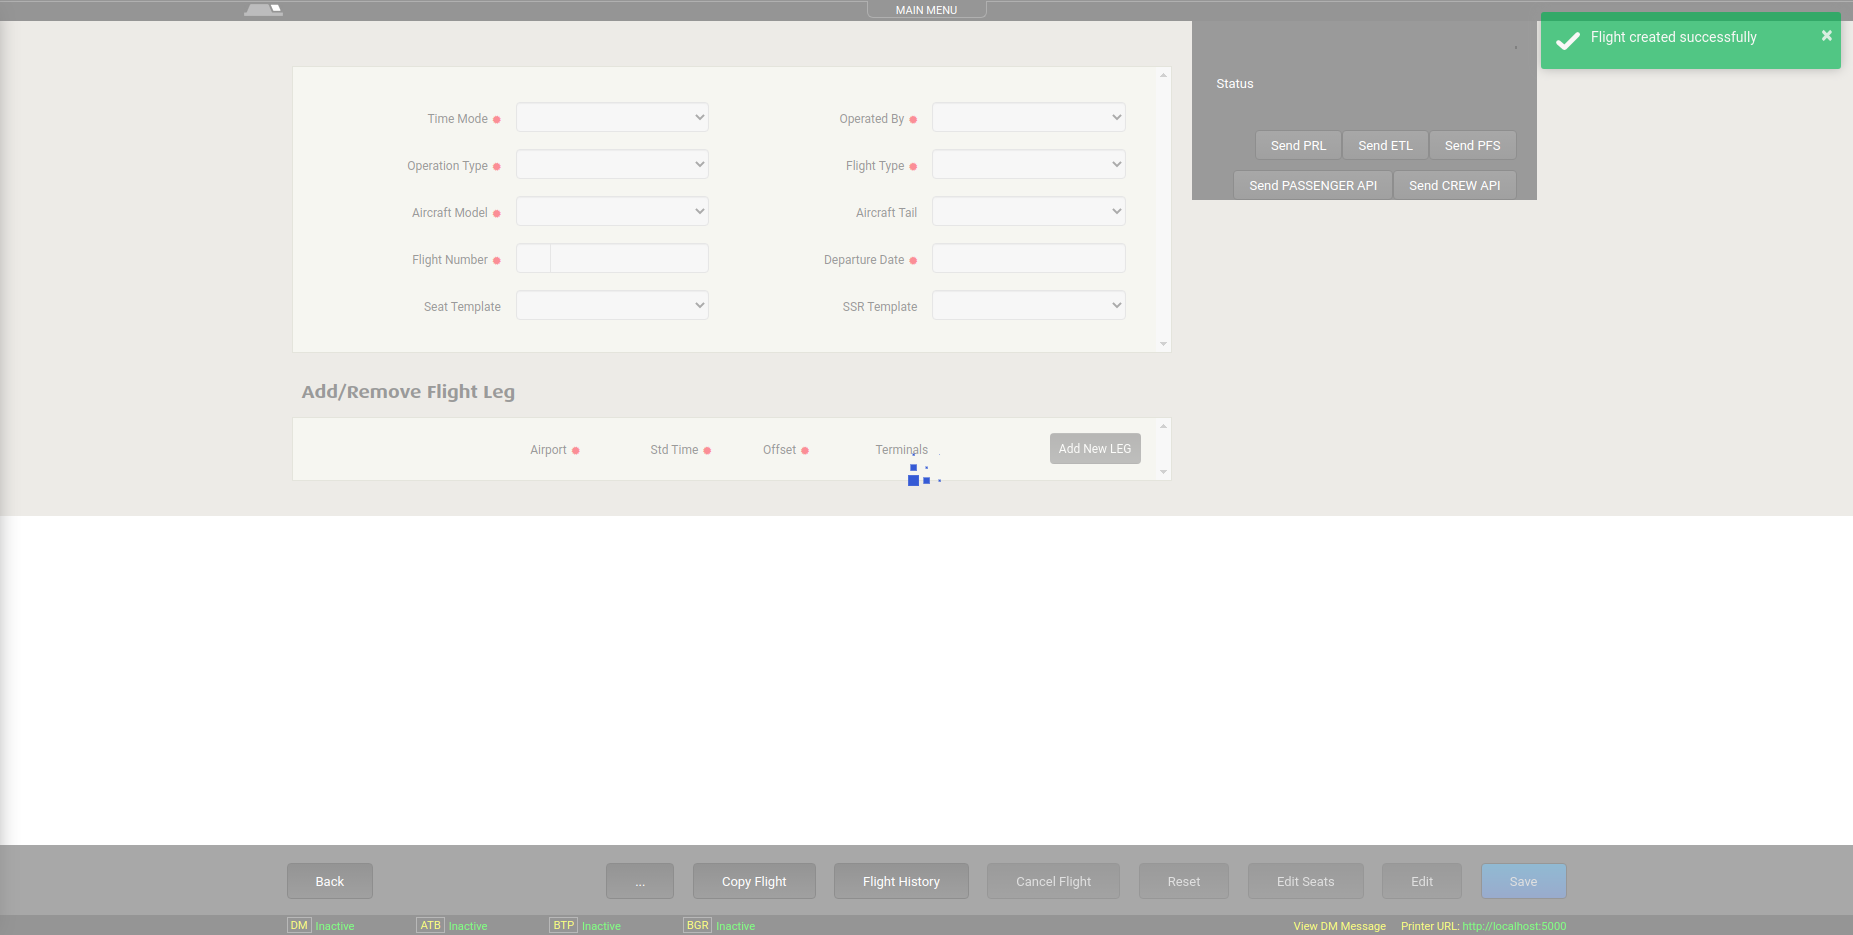 MAIN MENU
Flight created successfully
×
Status
Time Mode
Operated By
Send PRL
Send ETL
Send PFS
Operation Type
Flight Type
Send PASSENGER API
Send CREW API
Aircraft Model
Aircraft Tail
Flight Number
Departure Date
Seat Template
SSR Template
Add/Remove Flight Leg
Airport
Std Time
Offset
Terminals
Add New LEG
Back
...
Copy Flight
Flight History
Cancel Flight
Reset
Edit Seats
Edit
Save
DM Inactive
ATB Inactive
BTP Inactive
BGR Inactive
View DM Message
Printer URL: http://localhost:5000